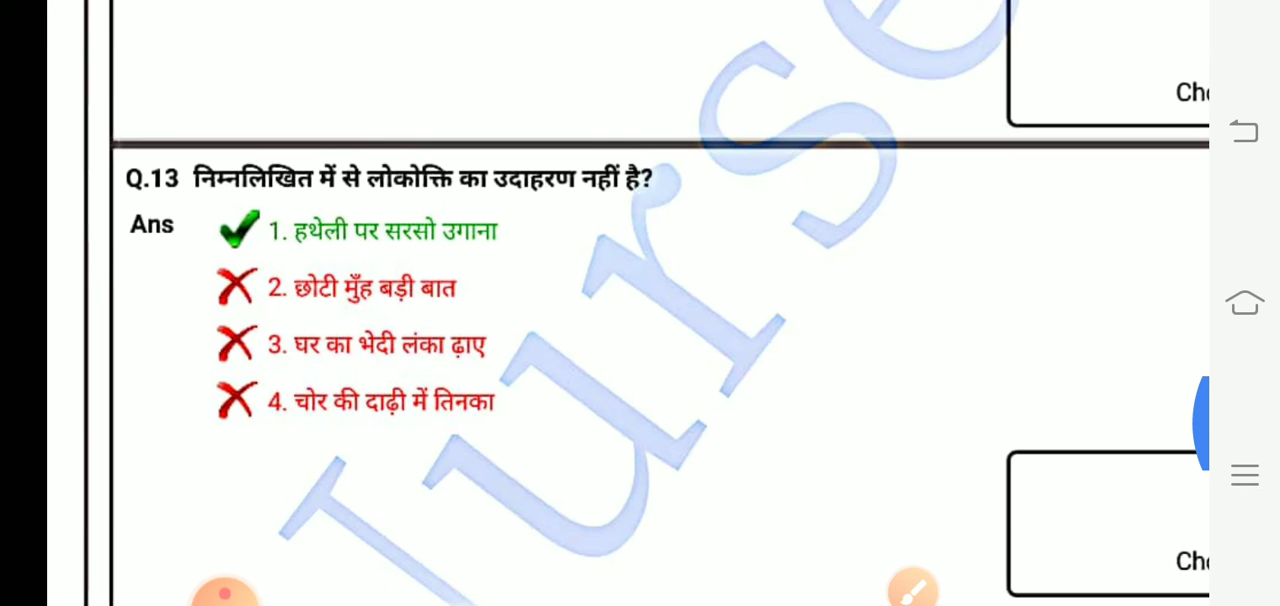 Ch
Q.13 निम्नलिखित में से लोकोक्ति का उदाहरण नहीं है?
Ans
1. हथेली पर सरसो उगाना
2. छोटी मुँह बड़ी बात
3. घर का भेदी लंका ढ़ाए
4. चोर की दाढ़ी में तिनका
Ch